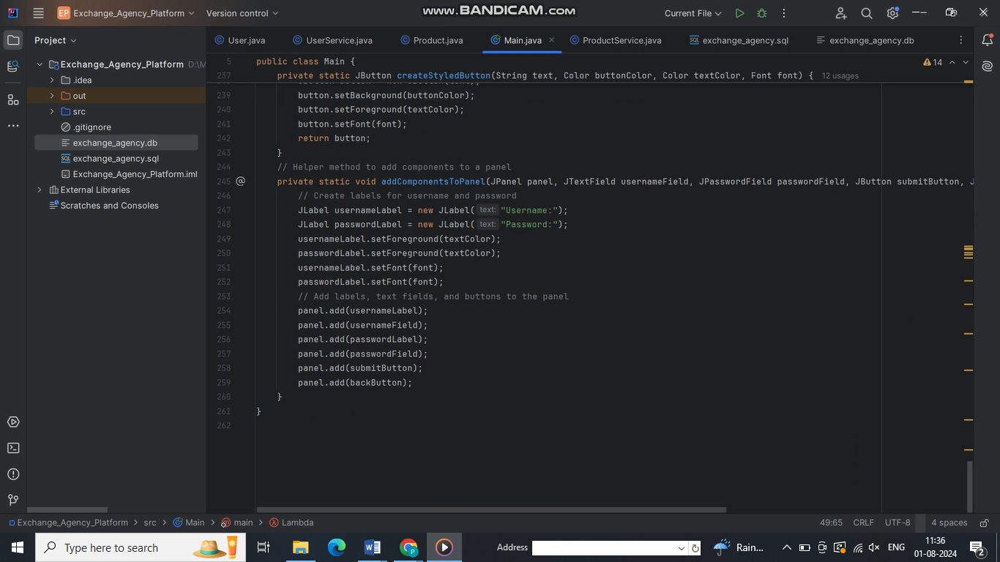 EP Exchange_Agency_Platform Version control www.BANDICAM.com Current File
Project
User.java UserService.java Product.java Main.java ProductService.java exchange_agency.sql exchange_agency.db
Exchange_Agency_Platform D:\M
.idea
out
src
.gitignore
exchange_agency.db
exchange_agency.sql
Exchange_Agency_Platform.iml
External Libraries
Scratches and Consoles
14
5 public class Main {
237 private static JButton createStyledButton(String text, Color buttonColor, Color textColor, Font font) { 12 usages
239 button.setBackground(buttonColor);
240 button.setForeground(textColor);
241 button.setFont(font);
242 return button;
243 }
244 // Helper method to add components to a panel
245 @ private static void addComponentsToPanel(JPanel panel, JTextField usernameField, JPasswordField passwordField, JButton submitButton, J
246 // Create labels for username and password
247 JLabel usernameLabel = new JLabel( text: "Username:");
248 JLabel passwordLabel = new JLabel( text: "Password:");
249 usernameLabel.setForeground(textColor);
250 passwordLabel.setForeground(textColor);
251 usernameLabel.setFont(font);
252 passwordLabel.setFont(font);
253 // Add labels, text fields, and buttons to the panel
254 panel.add(usernameLabel);
255 panel.add(usernameField);
256 panel.add(passwordLabel);
257 panel.add(passwordField);
258 panel.add(submitButton);
259 panel.add(backButton);
260 }
261 }
262
Exchange_Agency_Platform src Main main Lambda 49:65 CRLF UTF-8 4 spaces
Type here to search Address Rain... ENG 11:36
01-08-2024 2